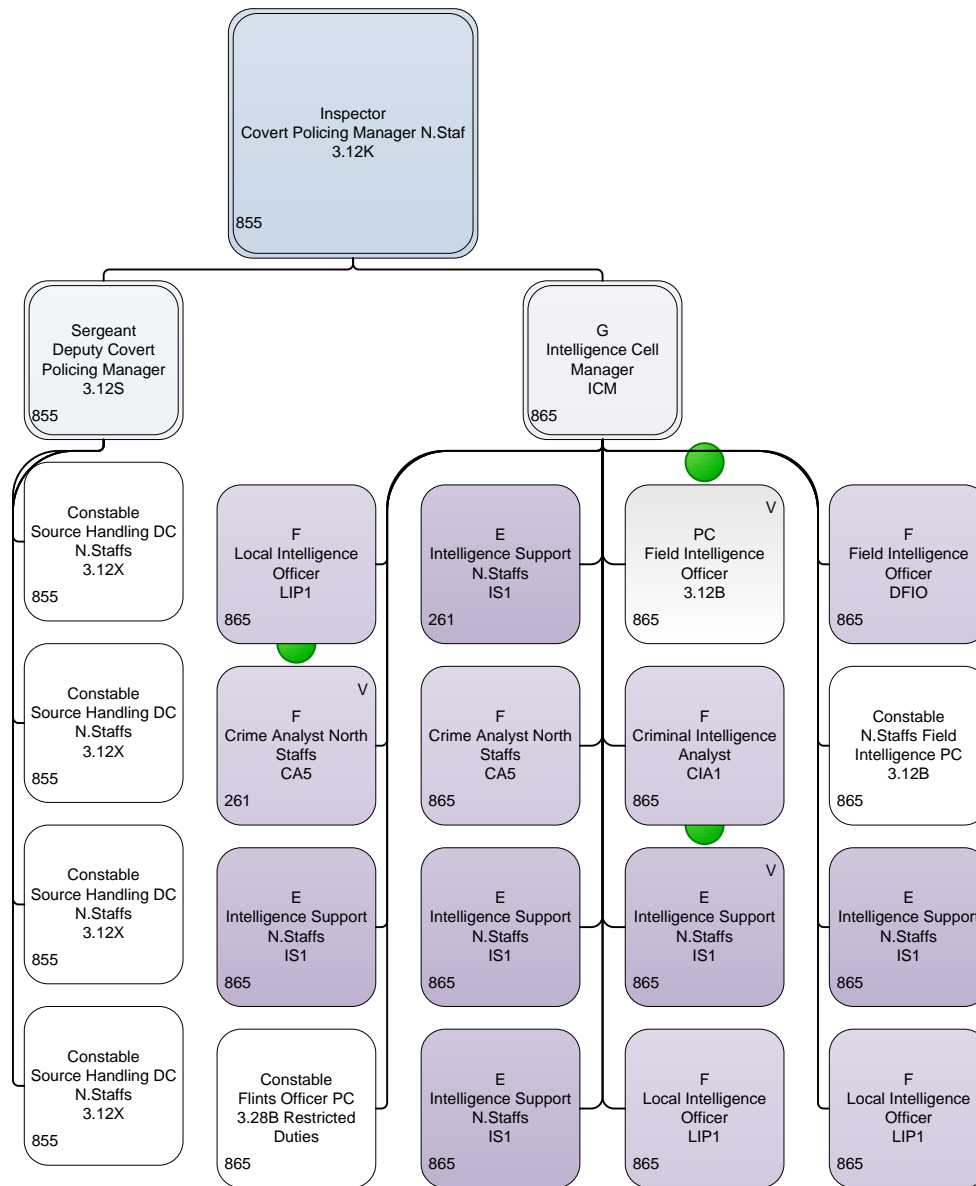 Inspector
Covert Policing Manager N.Staf
3.12K
855
Sergeant
Deputy Covert
Policing Manager
3.12S
855
G
Intelligence Cell
Manager
ICM
865
Constable
Source Handling DC
N.Staffs
3.12X
855
F
Local Intelligence
Officer
LIP1
865
E
Intelligence Support
N.Staffs
IS1
261
V
PC
Field Intelligence
Officer
3.12B
865
F
Field Intelligence
Officer
DFIO
865
Constable
Source Handling DC
N.Staffs
3.12X
855
V
F
Crime Analyst North
Staffs
CA5
261
F
Crime Analyst North
Staffs
CA5
865
F
Criminal Intelligence
Analyst
CIA1
865
Constable
N.Staffs Field
Intelligence PC
3.12B
865
Constable
Source Handling DC
N.Staffs
3.12X
855
E
Intelligence Support
N.Staffs
IS1
865
E
Intelligence Support
N.Staffs
IS1
865
V
E
Intelligence Support
N.Staffs
IS1
865
E
Intelligence Support
N.Staffs
IS1
865
Constable
Source Handling DC
N.Staffs
3.12X
855
Constable
Flints Officer PC
3.28B Restricted
Duties
865
E
Intelligence Support
N.Staffs
IS1
865
F
Local Intelligence
Officer
LIP1
865
F
Local Intelligence
Officer
LIP1
865